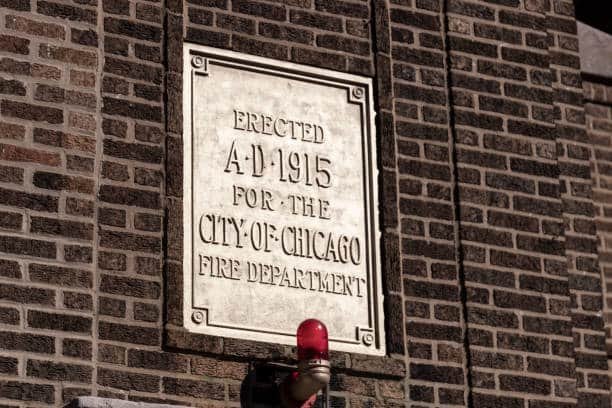 ERECTED
A·D·1915
FOR·THE
CITY·OF·CHICAGO
FIRE DEPARTMENT